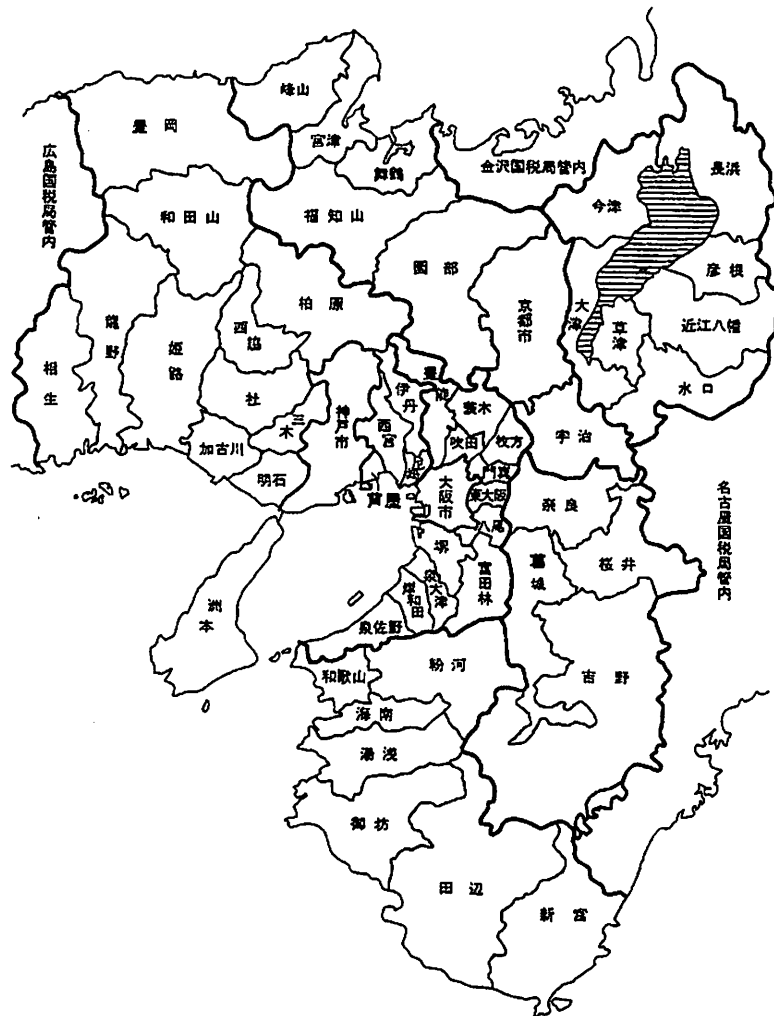 峰山
豊岡
宮津
舞鶴
広島国税局管内
金沢国税局管内
長浜
今津
和田山
福知山
園部
彦根
柏原
京都市
大津
草津
近江八幡
龍野
姫路
西脇
相生
水口
社
三木
神戸市
伊丹
豊能
茨木
西宮
吹田
枚方
宇治
加古川
明石
尼崎
門真
芦屋
大阪市
東大阪
奈良
名古屋国税局管内
八尾
堺
葛城
桜井
富田林
泉大津
岸和田
洲本
泉佐野
粉河
和歌山
吉野
海南
湯浅
御坊
田辺
新宮